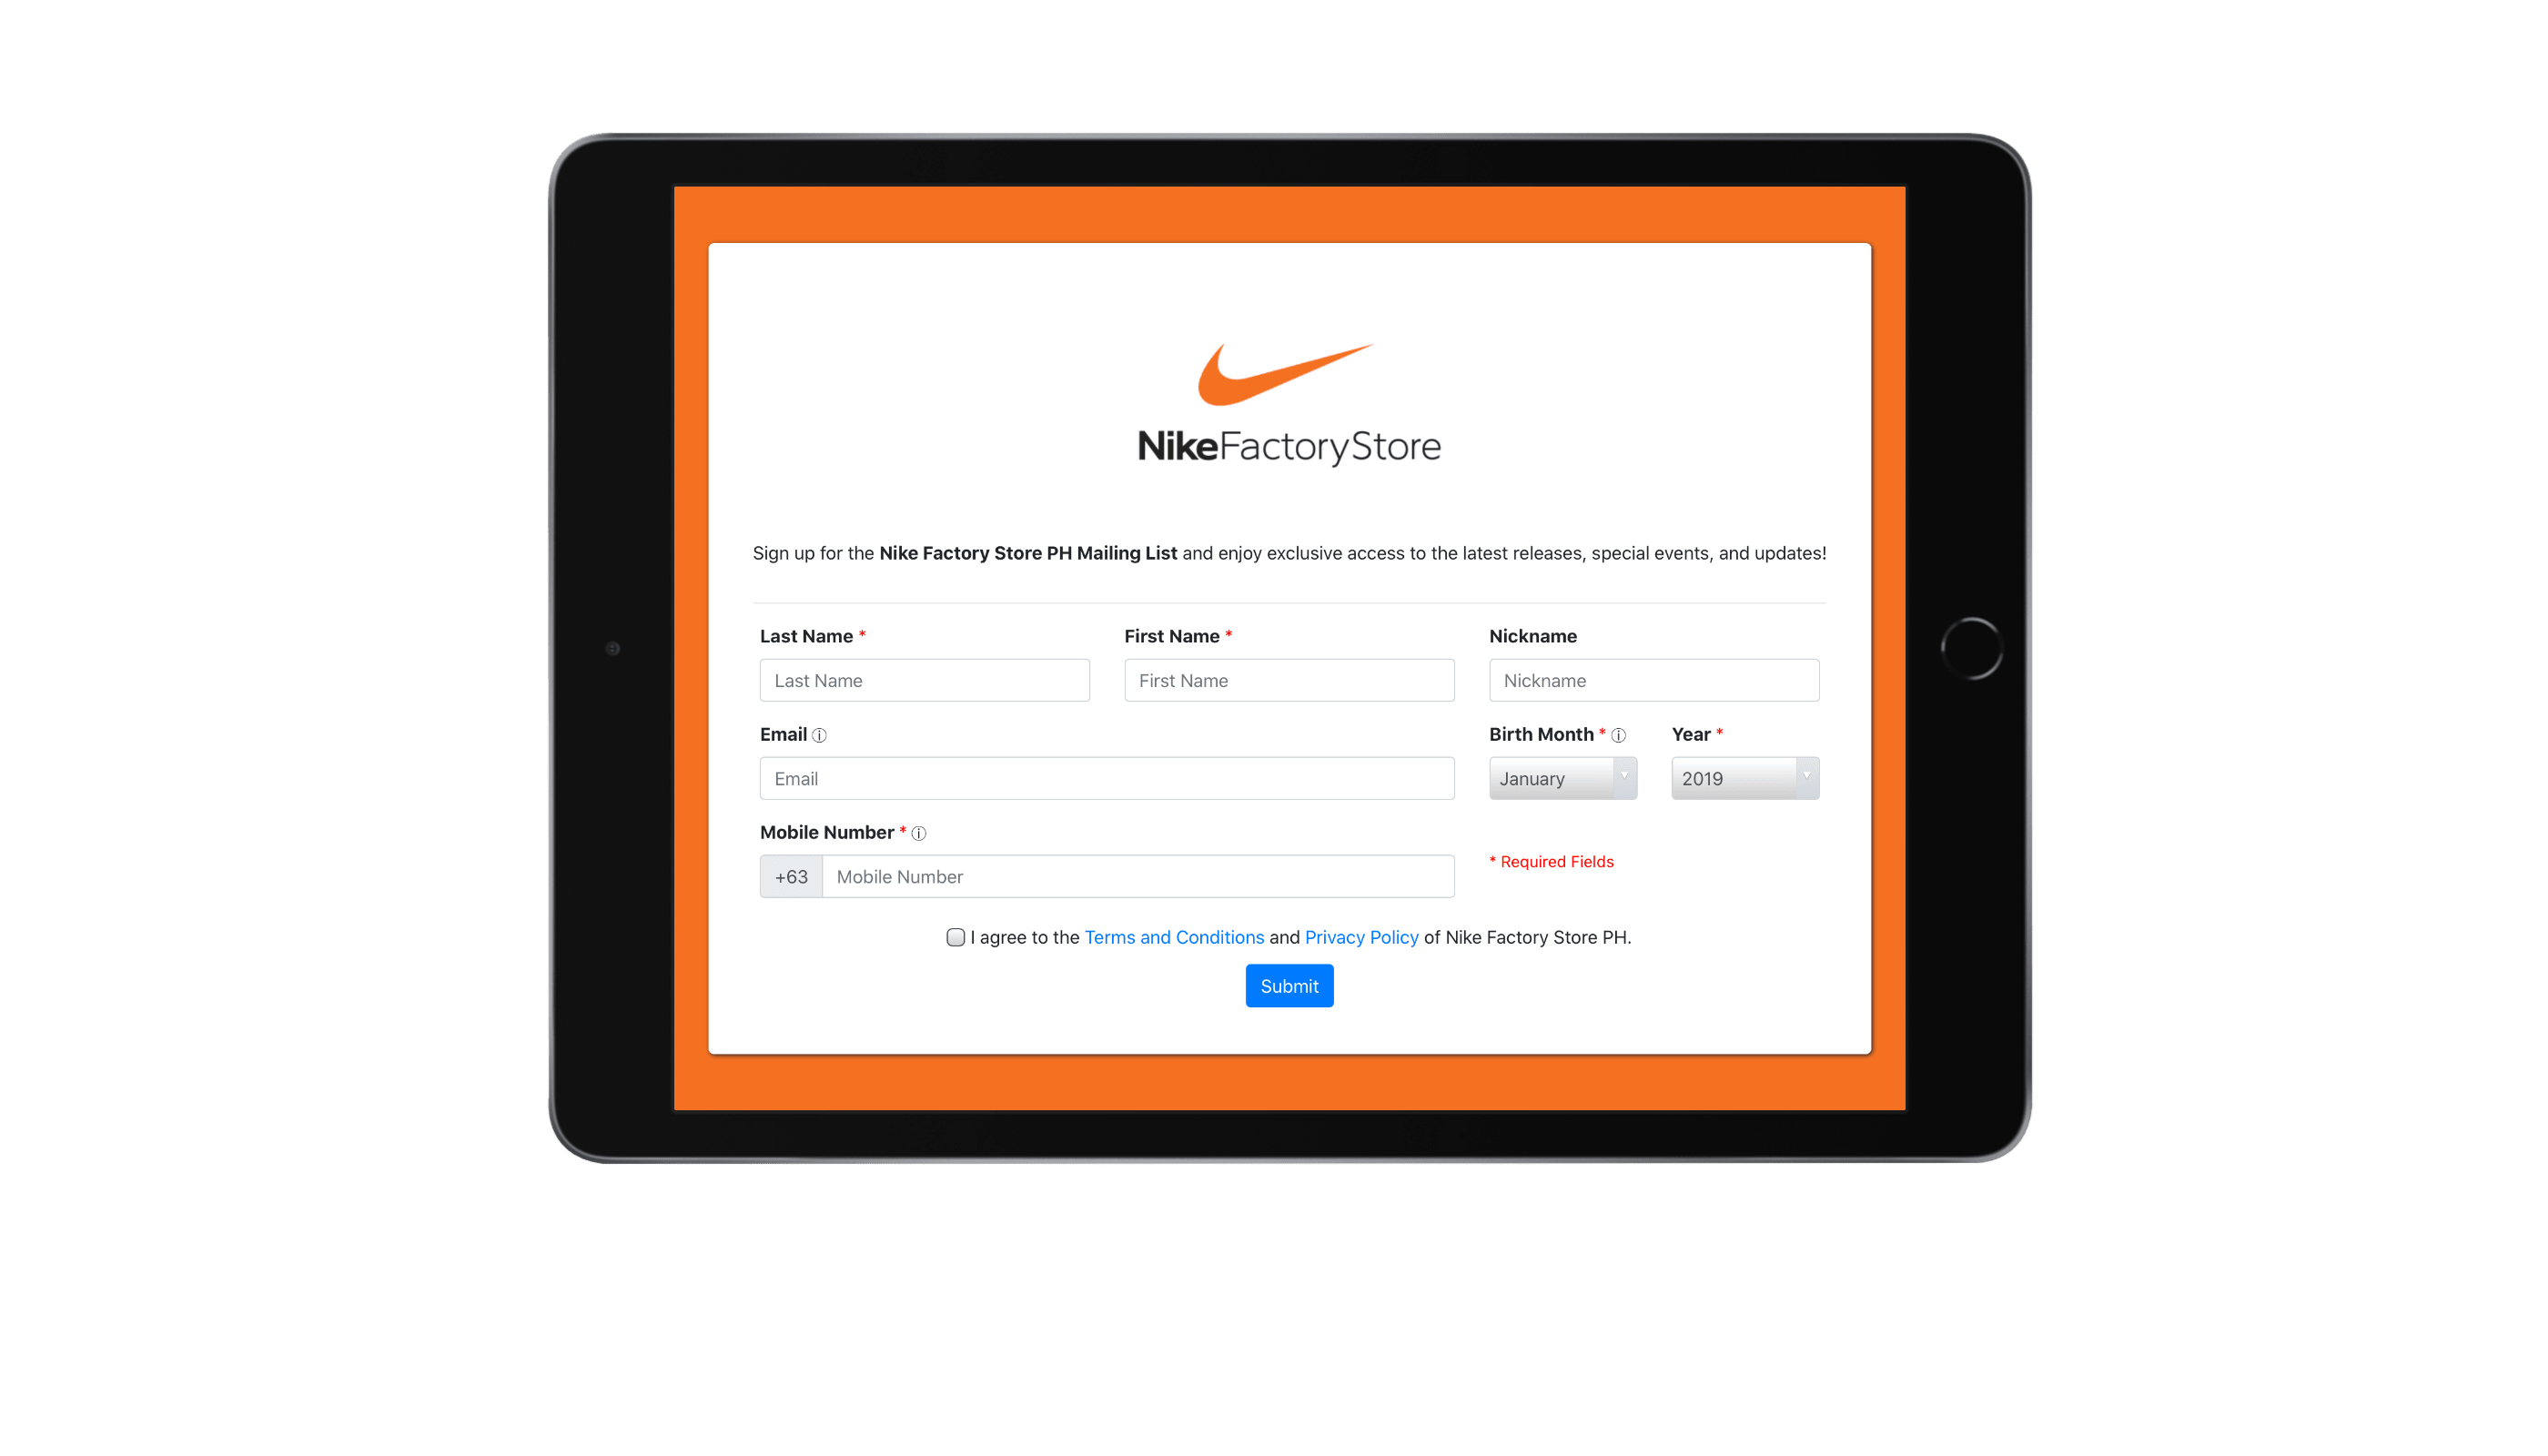 NikeFactoryStore
Sign up for the Nike Factory Store PH Mailing List and enjoy exclusive access to the latest releases, special events, and updates!
Last Name * First Name * Nickname
Last Name First Name Nickname
Email ⓘ Birth Month * ⓘ Year *
Email January 2019
Mobile Number * ⓘ
+63 Mobile Number * Required Fields
I agree to the Terms and Conditions and Privacy Policy of Nike Factory Store PH.
Submit